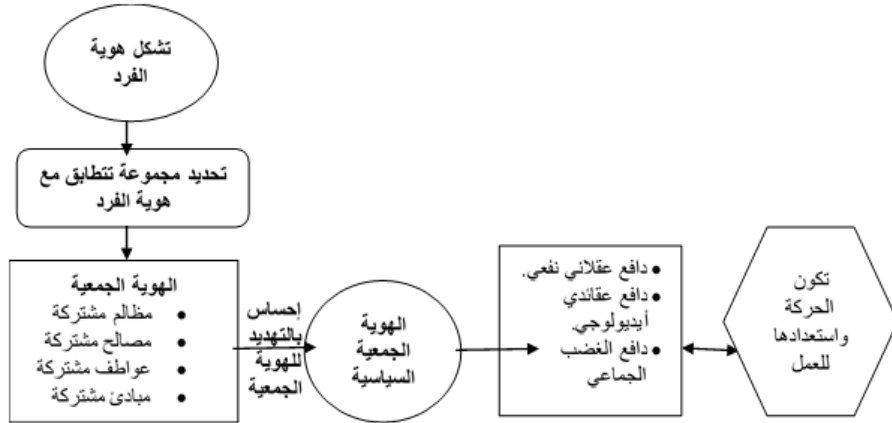 تشكل هوية
الفرد
تحديد مجموعة تتطابق مع
هوية الفرد
الهوية الجمعية
• مظالم مشتركة
• مصالح مشتركة
• عواطف مشتركة
• مبادئ مشتركة
إحساس
بالتهديد
للهوية
الجمعية
الهوية
الجمعية
السياسية
• دافع عقلاني نفعي.
• دافع عقائدي
أيديولوجي.
• دافع الغضب
الجماعي
تكون
الحركة
واستعدادها
للعمل